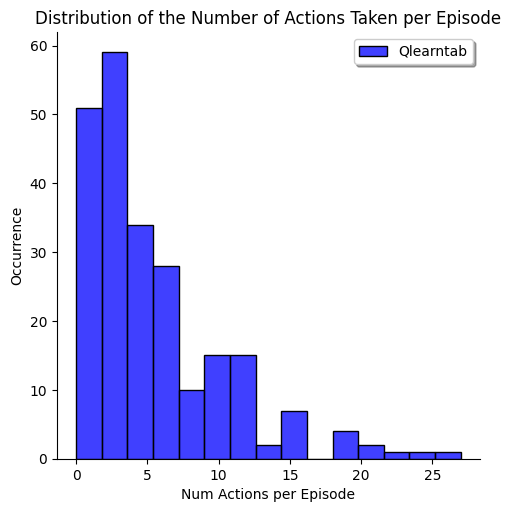 Distribution of the Number of Actions Taken per Episode
Qlearntab
60
50
40
30
20
10
0
Occurrence
0 5 10 15 20 25
Num Actions per Episode